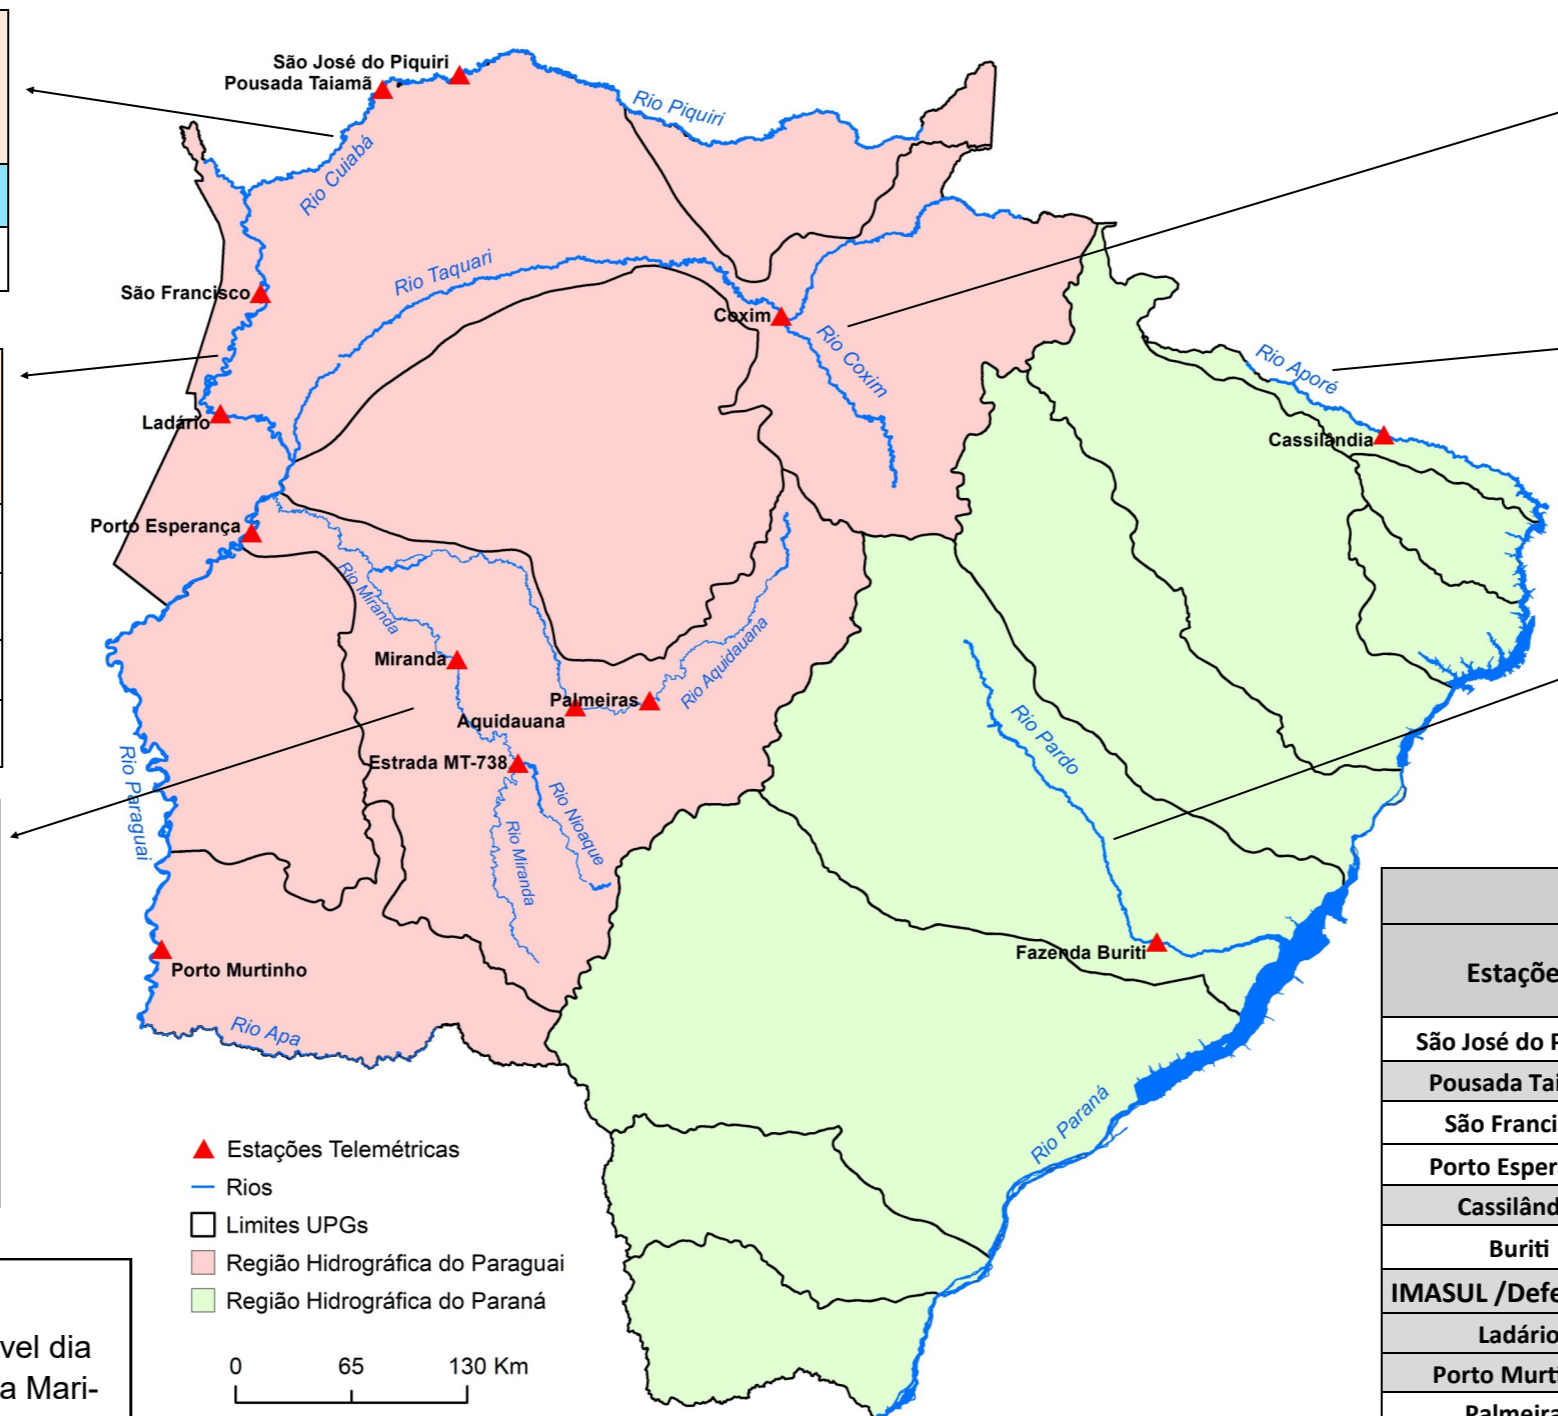 São José do Piquiri
Pousada Taiamã
Rio Piquiri
Rio Cuiabá
Rio Taquari
São Francisco
Coxim
Rio Coxim
Rio Aporé
Ladário
Cassilândia
Porto Esperança
Rio Miranda
Miranda
Rio Aquidauana
Palmeiras
Aquidauana
Rio Pardo
Estrada MT-738
Rio Paraguai
Rio Nioaque
Rio Miranda
Fazenda Buriti
Porto Murtinho
Rio Apa
Rio Paraná
Estações Telemétricas
Rios
Limites UPGs
Região Hidrográfica do Paraguai
Região Hidrográfica do Paraná
0 65 130 Km
vel dia
a Mari-
Estaçõe
São José do P
Pousada Tai
São Franci
Porto Esper
Cassilând
Buriti
IMASUL /Defe
Ladário
Porto Murti
Palmeira